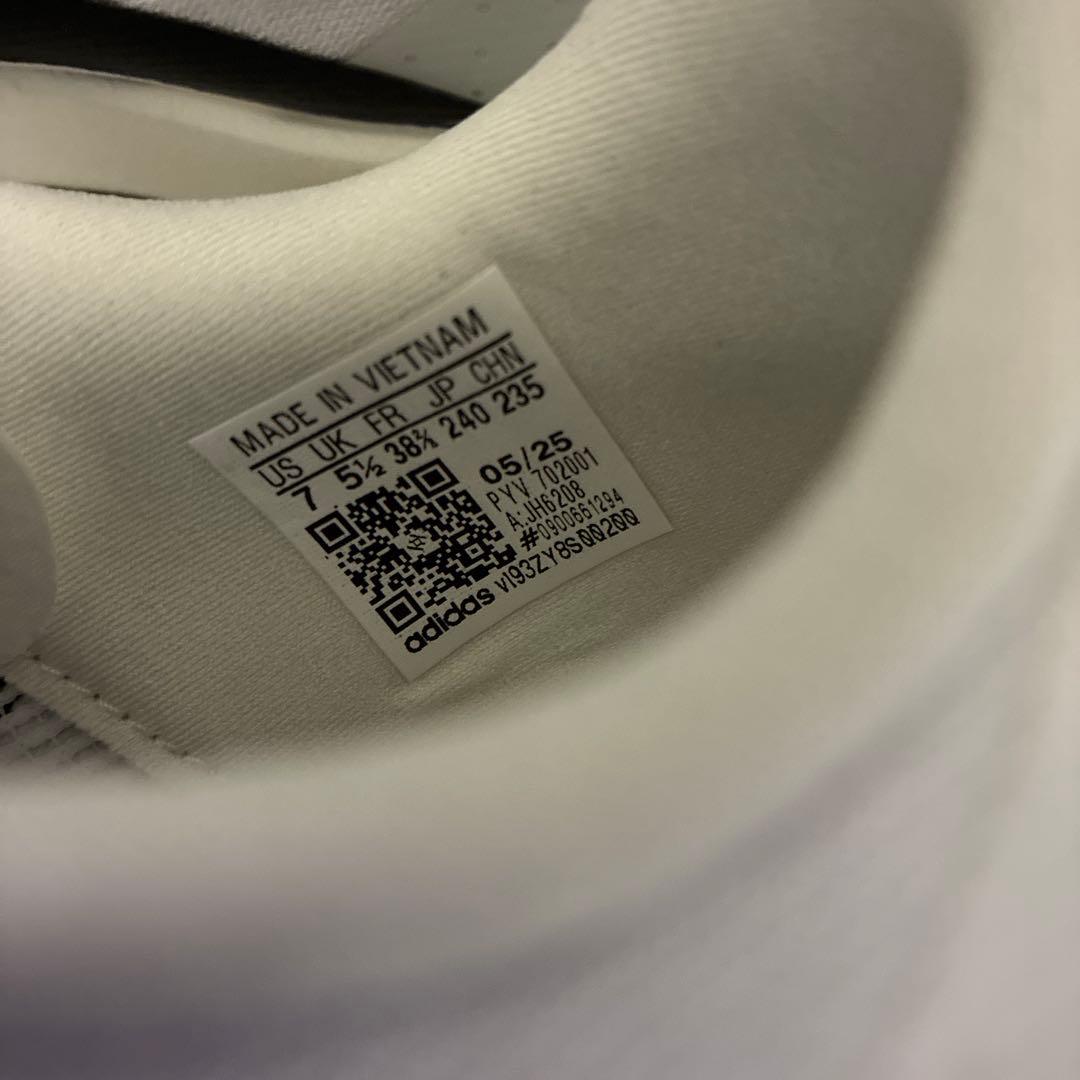 MADE IN VIETNAM
US UK FR JP CHN
7 5½ 38⅔ 240 235
05/25
PYV 702001
A:JH6208
#0900661294
adidas vl93ZY8SQQ2QQ